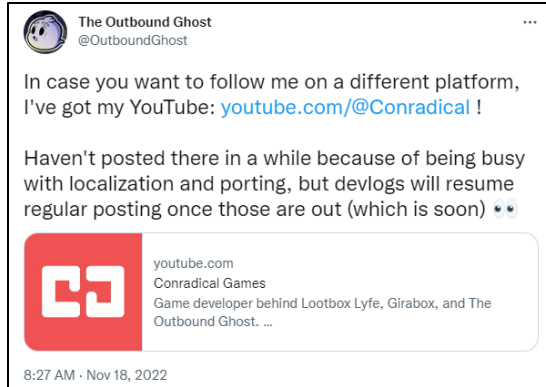 The Outbound Ghost
@OutboundGhost
In case you want to follow me on a different platform,
I've got my YouTube: youtube.com/@Conradical !
Haven't posted there in a while because of being busy
with localization and porting, but devlogs will resume
regular posting once those are out (which is soon) 👀
youtube.com
Conradical Games
Game developer behind Lootbox Lyfe, Girabox, and The
Outbound Ghost. ...
8:27 AM · Nov 18, 2022